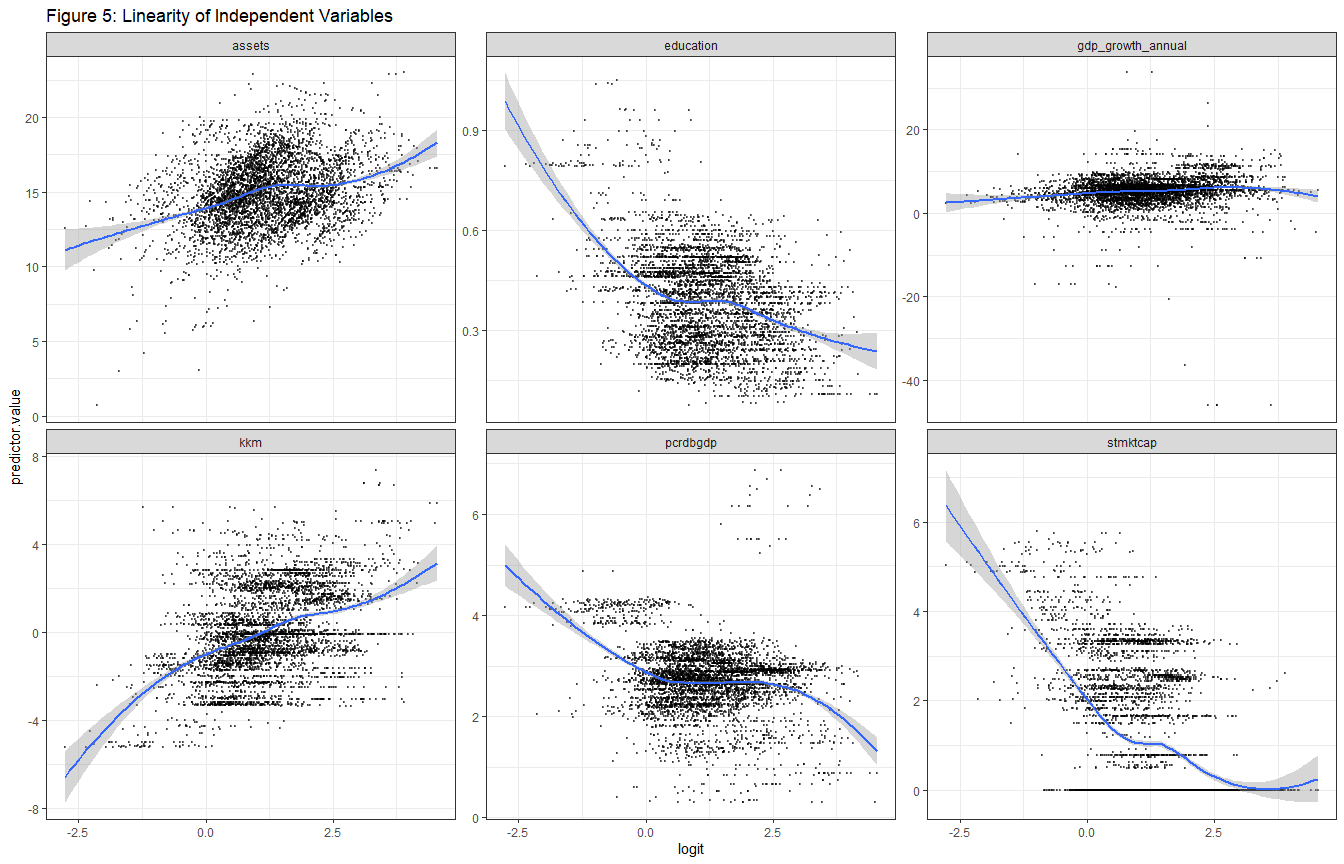 Figure 5: Linearity of Independent Variables
assets
education
gdp_growth_annual
20
15
10
5
0
0.9
0.6
0.3
20
0
-20
-40
predictor.value
kkm
pcrdbgdp
stmktcap
8
4
0
-4
-8
6
4
2
0
6
4
2
0
-2.5 0.0 2.5
-2.5 0.0 2.5
-2.5 0.0 2.5
logit